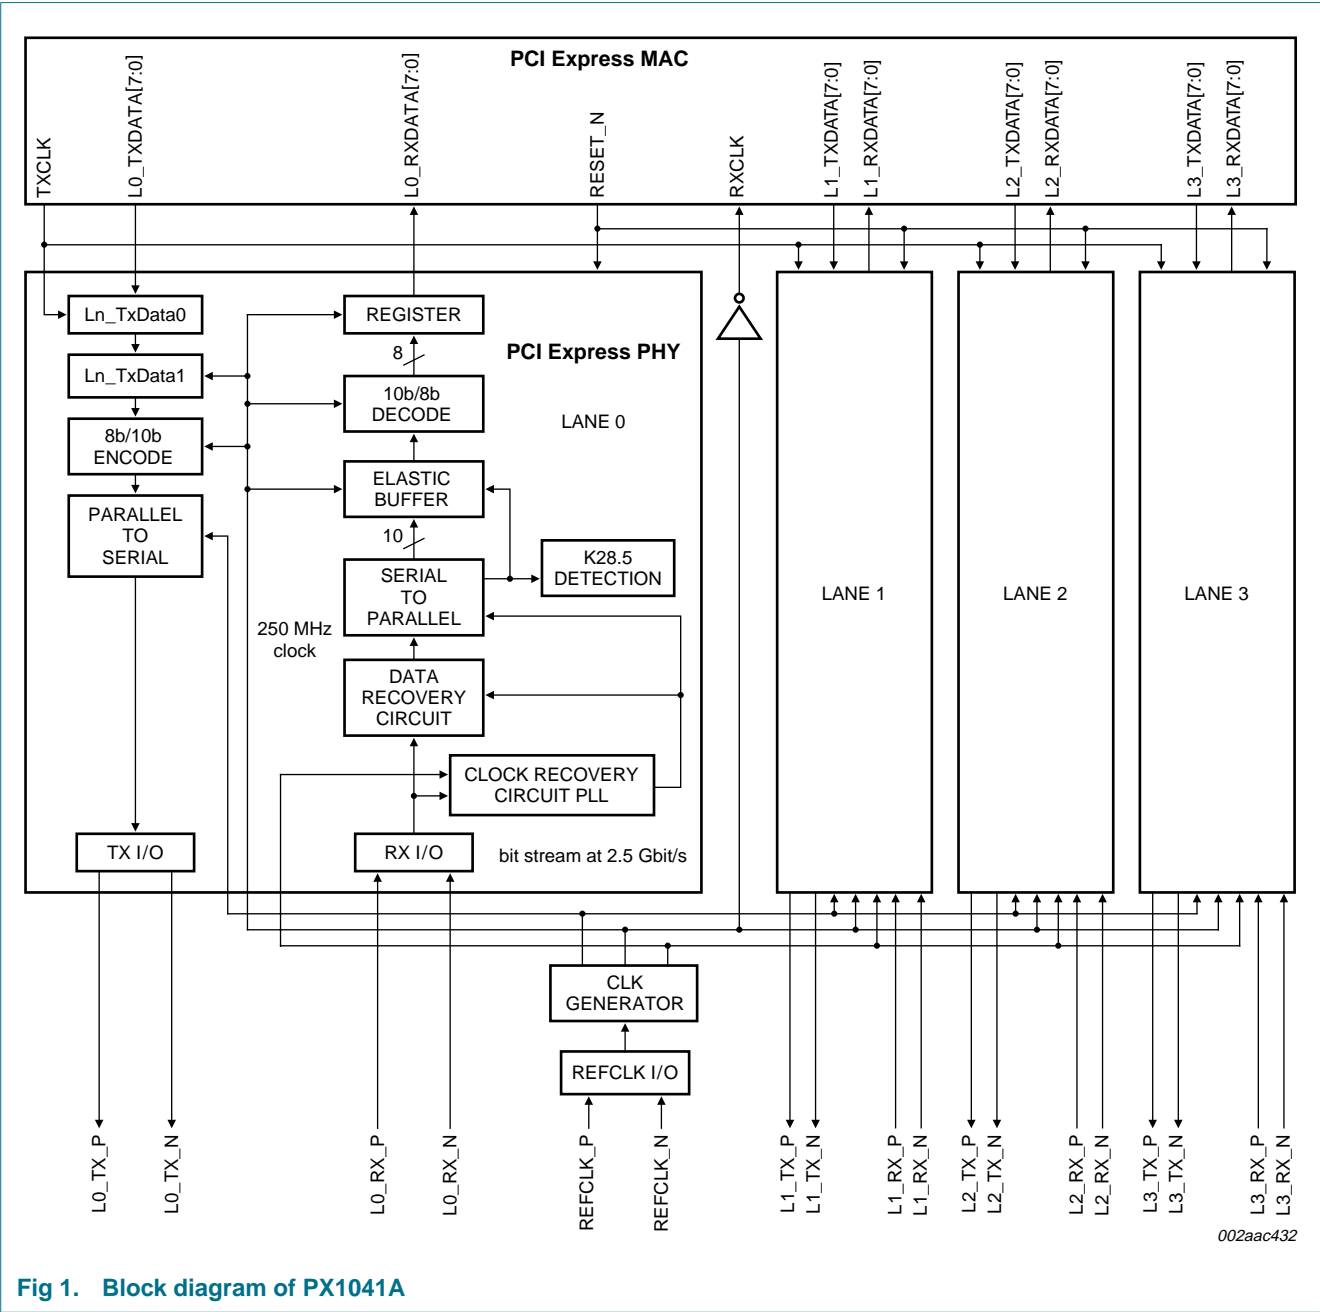 PCI Express MAC
TXCLK
L0_TXDATA[7:0]
L0_RXDATA[7:0]
RESET_N
RXCLK
L1_TXDATA[7:0]
L1_RXDATA[7:0]
L2_TXDATA[7:0]
L2_RXDATA[7:0]
L3_TXDATA[7:0]
L3_RXDATA[7:0]
Ln_TxData0
REGISTER
8
PCI Express PHY
Ln_TxData1
10b/8b
DECODE
LANE 0
8b/10b
ENCODE
ELASTIC
BUFFER
PARALLEL
TO
SERIAL
10
K28.5
DETECTION
SERIAL
TO
PARALLEL
250 MHz
clock
DATA
RECOVERY
CIRCUIT
CLOCK RECOVERY
CIRCUIT PLL
TX I/O
RX I/O
bit stream at 2.5 Gbit/s
LANE 1
LANE 2
LANE 3
CLK
GENERATOR
REFCLK I/O
L0_TX_P
L0_TX_N
L0_RX_P
L0_RX_N
REFCLK_P
REFCLK_N
L1_TX_P
L1_TX_N
L1_RX_P
L1_RX_N
L2_TX_P
L2_TX_N
L2_RX_P
L2_RX_N
L3_TX_P
L3_TX_N
L3_RX_P
L3_RX_N
002aac432
Fig 1. Block diagram of PX1041A